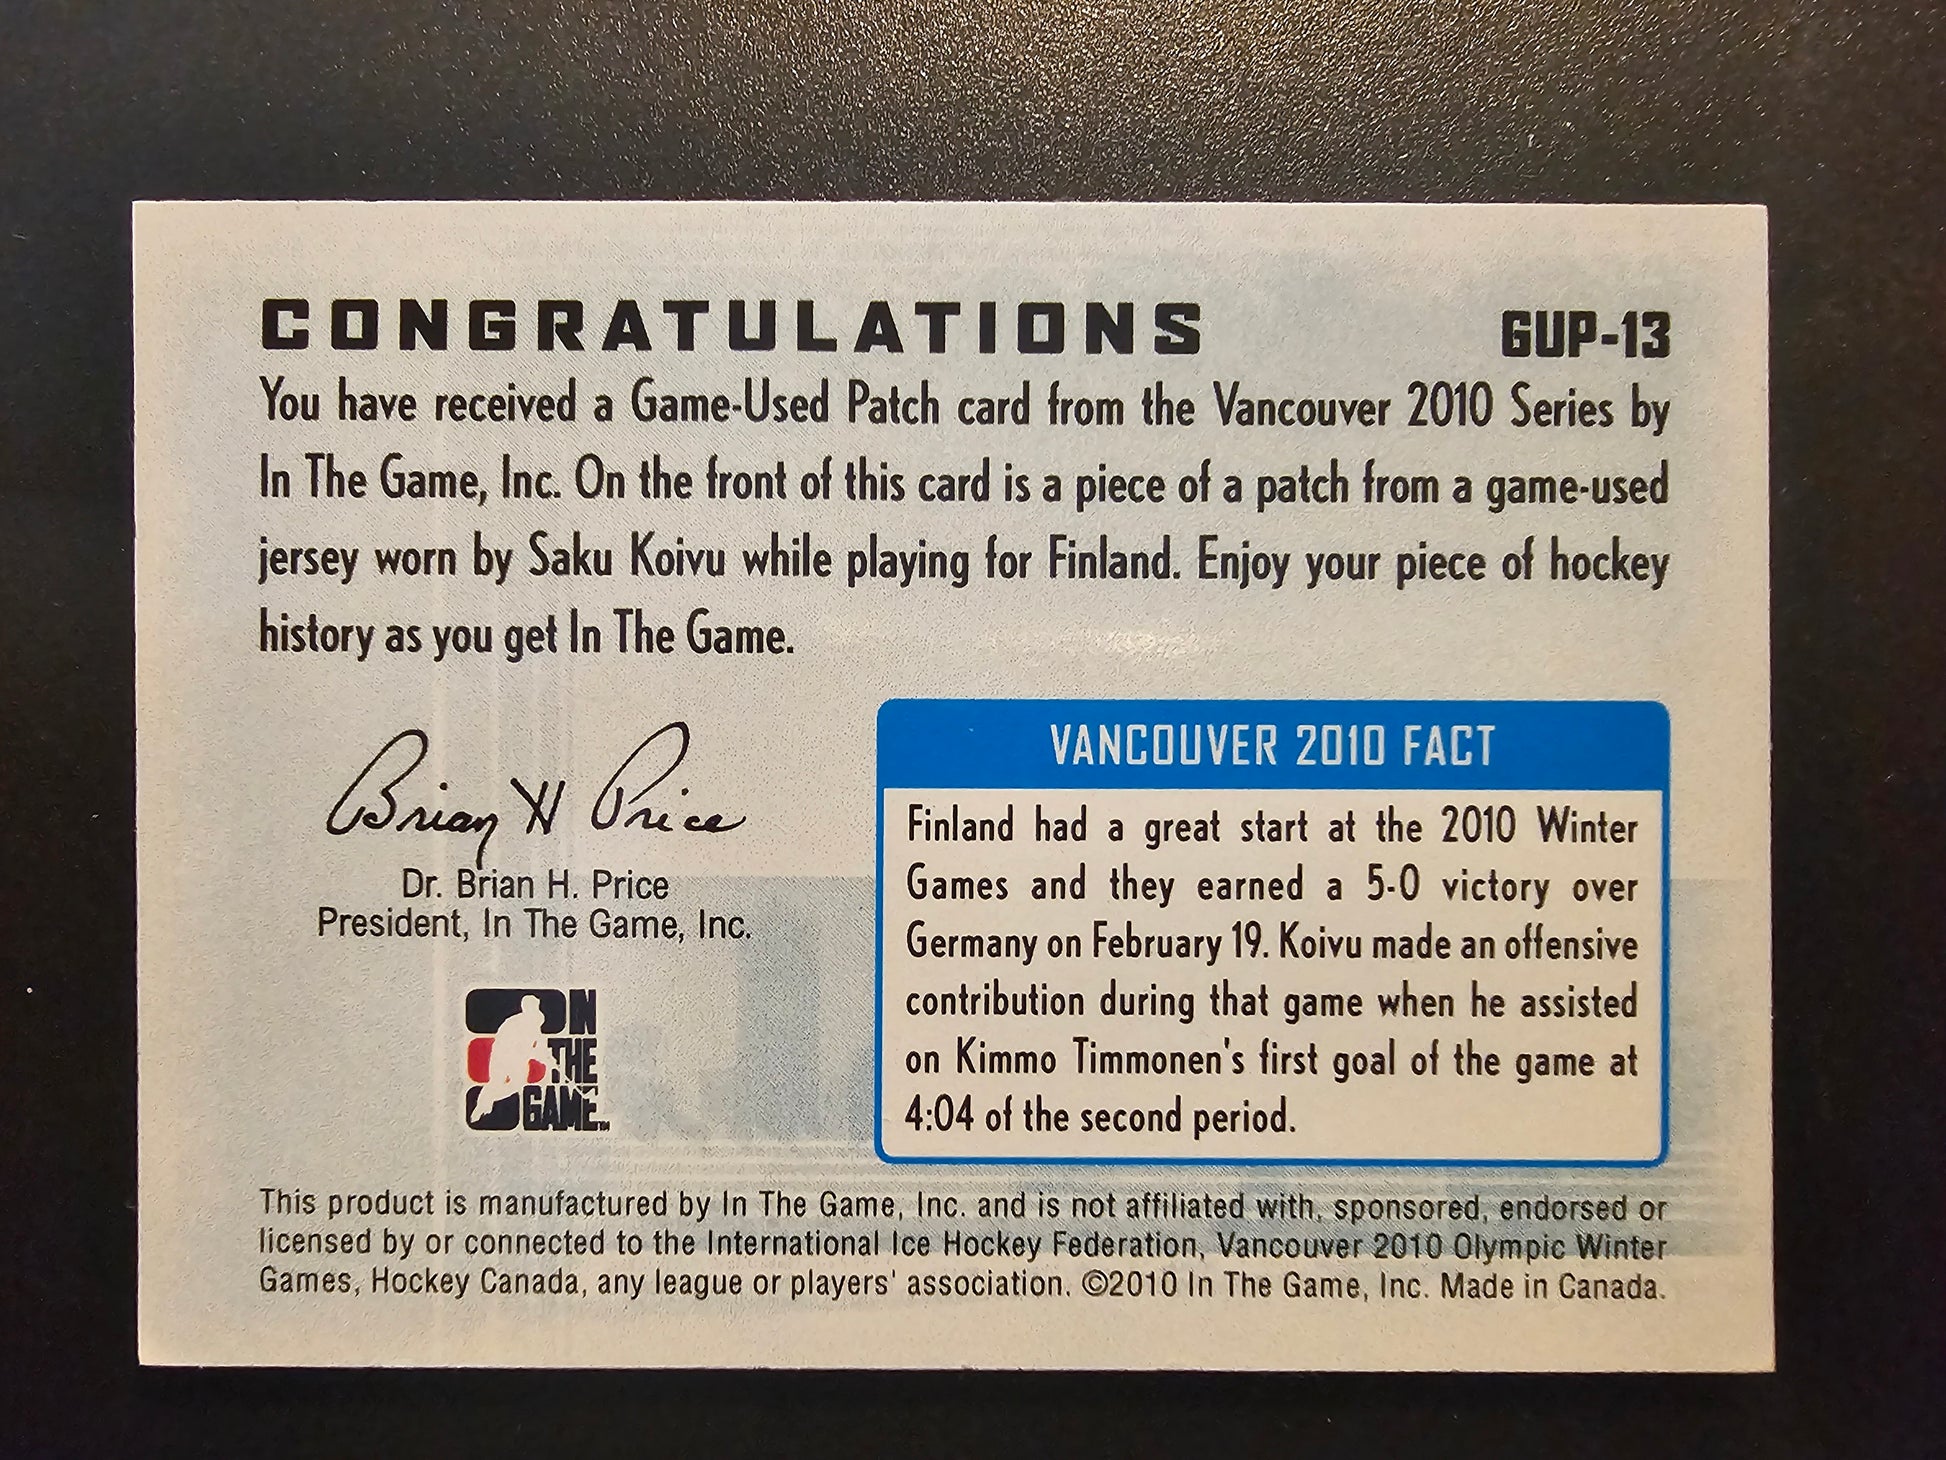 CONGRATULATIONS
GUP-13
You have received a Game-Used Patch card from the Vancouver 2010 Series by
In The Game, Inc. On the front of this card is a piece of a patch from a game-used
jersey worn by Saku Koivu while playing for Finland. Enjoy your piece of hockey
history as you get In The Game.
Brian H Price
Dr. Brian H. Price
President, In The Game, Inc.
IN
THE
GAME™
VANCOUVER 2010 FACT
Finland had a great start at the 2010 Winter
Games and they earned a 5-0 victory over
Germany on February 19. Koivu made an offensive
contribution during that game when he assisted
on Kimmo Timmonen's first goal of the game at
4:04 of the second period.
This product is manufactured by In The Game, Inc. and is not affiliated with, sponsored, endorsed or
licensed by or connected to the International Ice Hockey Federation, Vancouver 2010 Olympic Winter
Games, Hockey Canada, any league or players' association. ©2010 In The Game, Inc. Made in Canada.